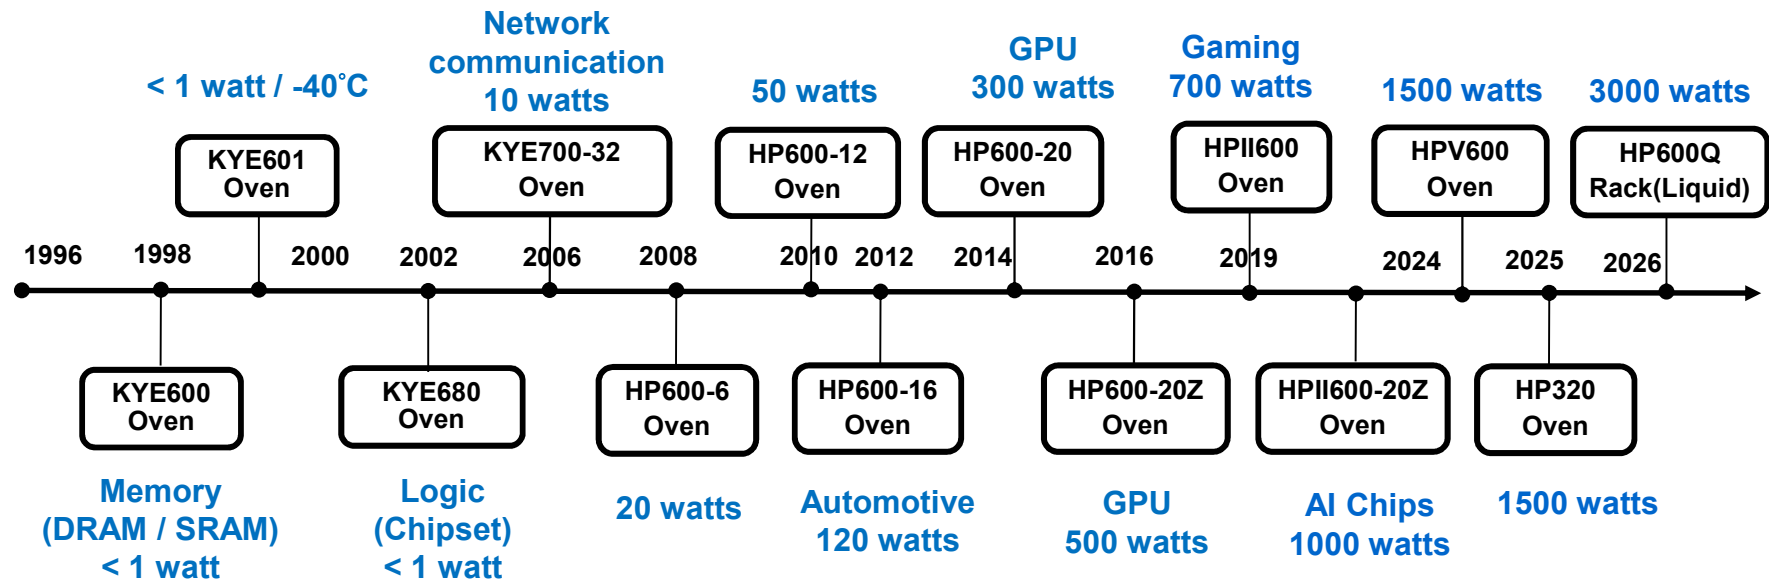 < 1 watt / -40°C
Network
communication
10 watts
50 watts
GPU
300 watts
Gaming
700 watts
1500 watts
3000 watts
KYE601
Oven
KYE700-32
Oven
HP600-12
Oven
HP600-20
Oven
HPII600
Oven
HPV600
Oven
HP600Q
Rack(Liquid)
1996 1998 2000 2002 2006 2008 2010 2012 2014 2016 2019 2024 2025 2026
KYE600
Oven
KYE680
Oven
HP600-6
Oven
HP600-16
Oven
HP600-20Z
Oven
HPII600-20Z
Oven
HP320
Oven
Memory
(DRAM / SRAM)
< 1 watt
Logic
(Chipset)
< 1 watt
20 watts
Automotive
120 watts
GPU
500 watts
AI Chips
1000 watts
1500 watts